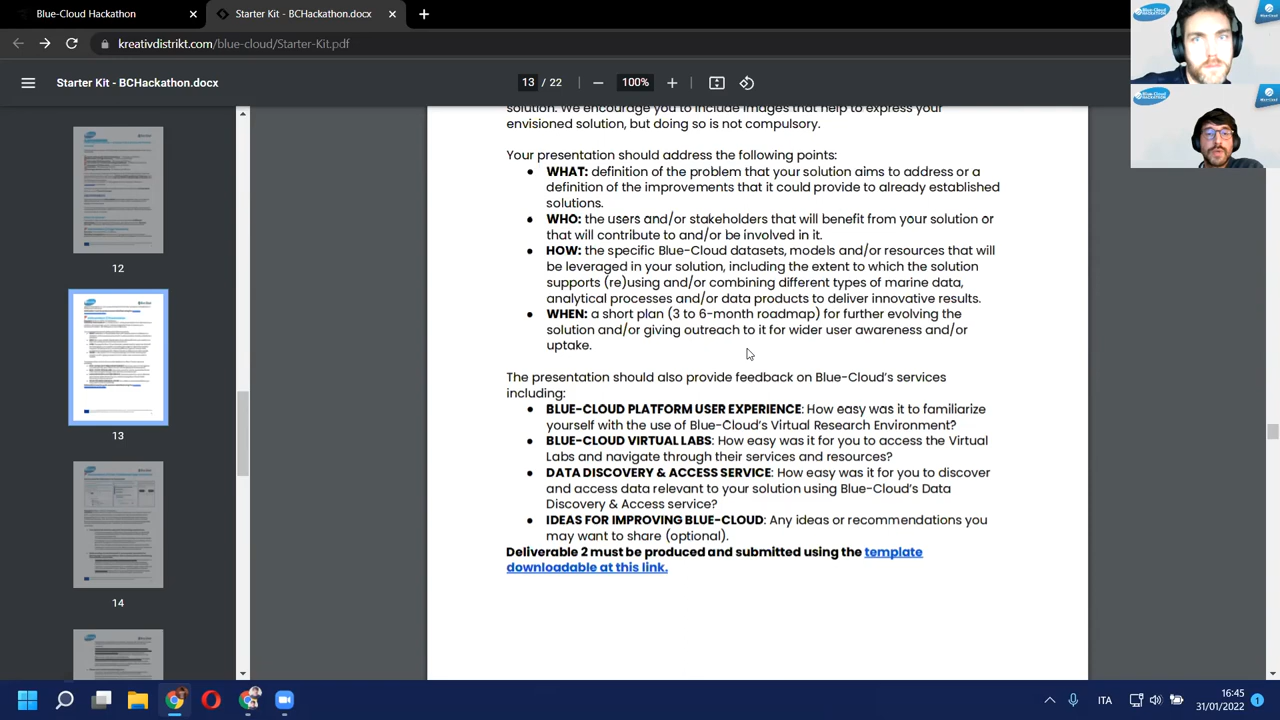 Blue-Cloud Hackathon
Starter Kit - BCHackathon.docx
kreativdistrikt.com/blue-cloud/Starter-Kit.pdf
Starter Kit - BCHackathon.docx
13 / 22
100%
12
13
14
images that help to express your
solution, but doing so is not compulsory.
Your presentation should address the following points:
● WHAT: definition of the problem that your solution aims to address or a
definition of the improvements that it could provide to already established
solutions.
● WHO: the users and/or stakeholders that will benefit from your solution or
that will contribute to and/or be involved in it.
● HOW: the specific Blue-Cloud datasets, models and/or resources that will
be leveraged in your solution, including the extent to which the solution
supports (re)using and/or combining different types of marine data,
analytical processes and/or data products to deliver innovative results.
● a short plan (3 to 6 month roadmap) for further evolving the
solution and/or giving outreach to it for wider user awareness and/or
uptake.
The presentation should also provide feedback on Blue-Cloud's services
including:
● BLUE-CLOUD PLATFORM USER EXPERIENCE: How easy was it to familiarize
yourself with the use of Blue-Cloud's Virtual Research Environment?
● BLUE-CLOUD VIRTUAL LABS: How easy was it for you to access the Virtual
Labs and navigate through their services and resources?
● DATA DISCOVERY & ACCESS SERVICE: How easy was it for you to discover
and access data relevant to your solution using Blue-Cloud's Data
Discovery & Access service?
● IDEAS FOR IMPROVING BLUE-CLOUD: Any ideas or recommendations you
may want to share (optional).
Deliverable 2 must be produced and submitted using the template
downloadable at this link.
ITA
16:45
31/01/2022
1